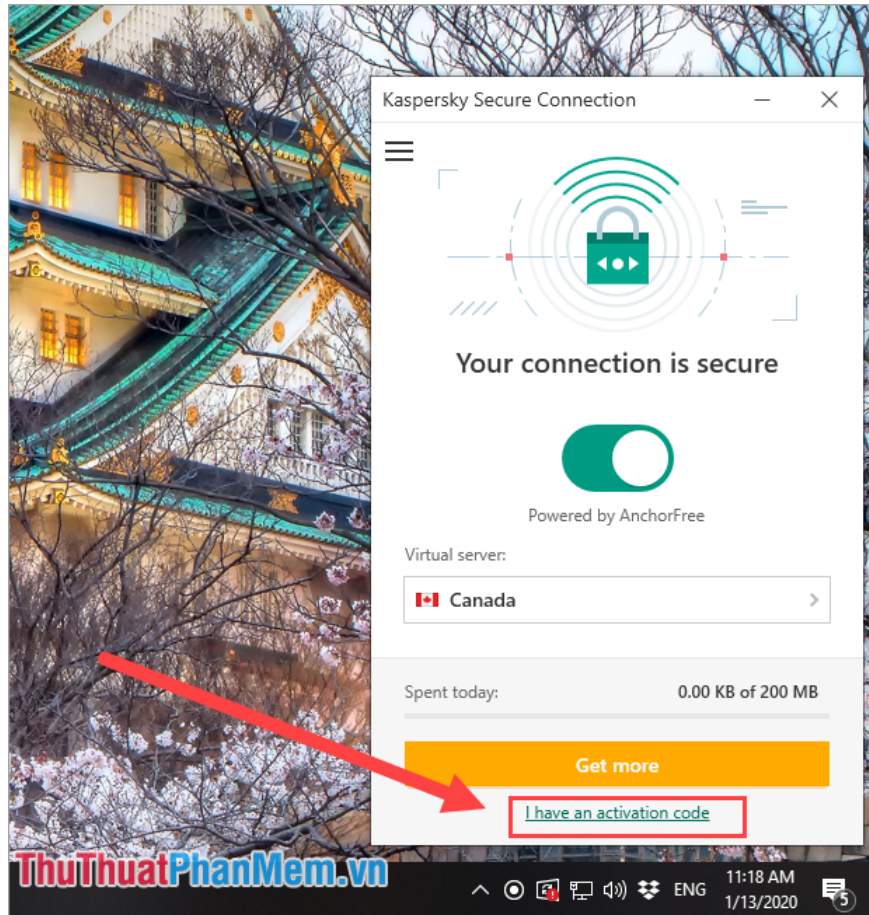 Kaspersky Secure Connection
Your connection is secure
Powered by AnchorFree
Virtual server:
Canada
Spent today: 0.00 KB of 200 MB
Get more
I have an activation code
ThuThuatPhanMem.vn
ENG
11:18 AM
1/13/2020
5